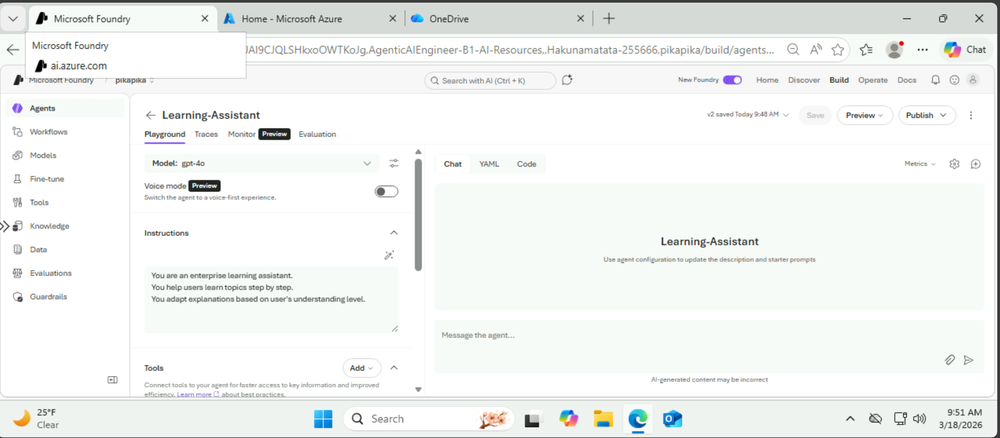 Microsoft Foundry
Home - Microsoft Azure
OneDrive
Microsoft Foundry
ai.azure.com
JAI9CJQLSHkxoOWTKoJg,AgenticAIEngineer-B1-AI-Resources,,Hakunamatata-255666,pikapika/build/agents...
Chat
Microsoft Foundry / pikapika
Search with AI (Ctrl + K)
New Foundry
Home
Discover
Build
Operate
Docs
Agents
Workflows
Models
Fine-tune
Tools
Knowledge
Data
Evaluations
Guardrails
Learning-Assistant
v2 saved Today 9:48 AM
Save
Preview
Publish
Playground
Traces
Monitor Preview
Evaluation
Model: gpt-4o
Voice mode Preview
Switch the agent to a voice-first experience.
Instructions
You are an enterprise learning assistant.
You help users learn topics step by step.
You adapt explanations based on user's understanding level.
Tools
Add
Connect tools to your agent for faster access to key information and improved
efficiency. Learn more about best practices.
Chat
YAML
Code
Metrics
Learning-Assistant
Use agent configuration to update the description and starter prompts
Message the agent...
AI-generated content may be incorrect
25°F
Clear
Search
9:51 AM
3/18/2026